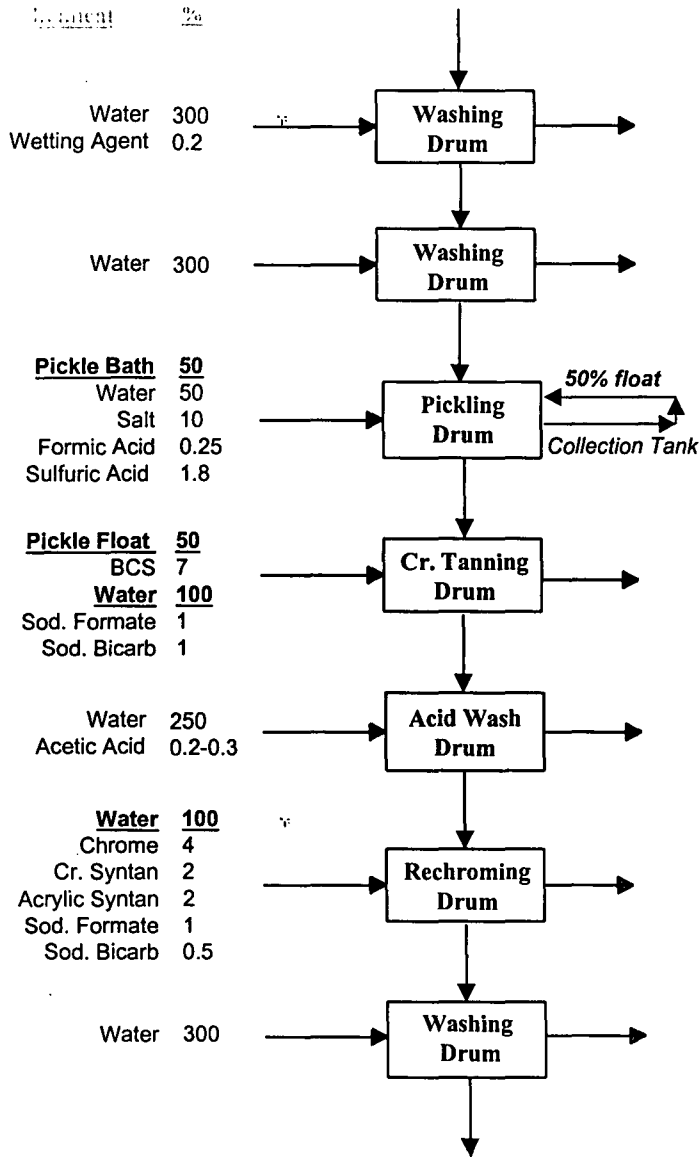 %
Water 300
Wetting Agent 0.2
Washing
Drum
Water 300
Washing
Drum
Pickle Bath 50
Water 50
Salt 10
Formic Acid 0.25
Sulfuric Acid 1.8
Pickling
Drum
50% float
Collection Tank
Pickle Float 50
BCS 7
Water 100
Sod. Formate 1
Sod. Bicarb 1
Cr. Tanning
Drum
Water 250
Acetic Acid 0.2-0.3
Acid Wash
Drum
Water 100
Chrome 4
Cr. Syntan 2
Acrylic Syntan 2
Sod. Formate 1
Sod. Bicarb 0.5
Rechroming
Drum
Water 300
Washing
Drum